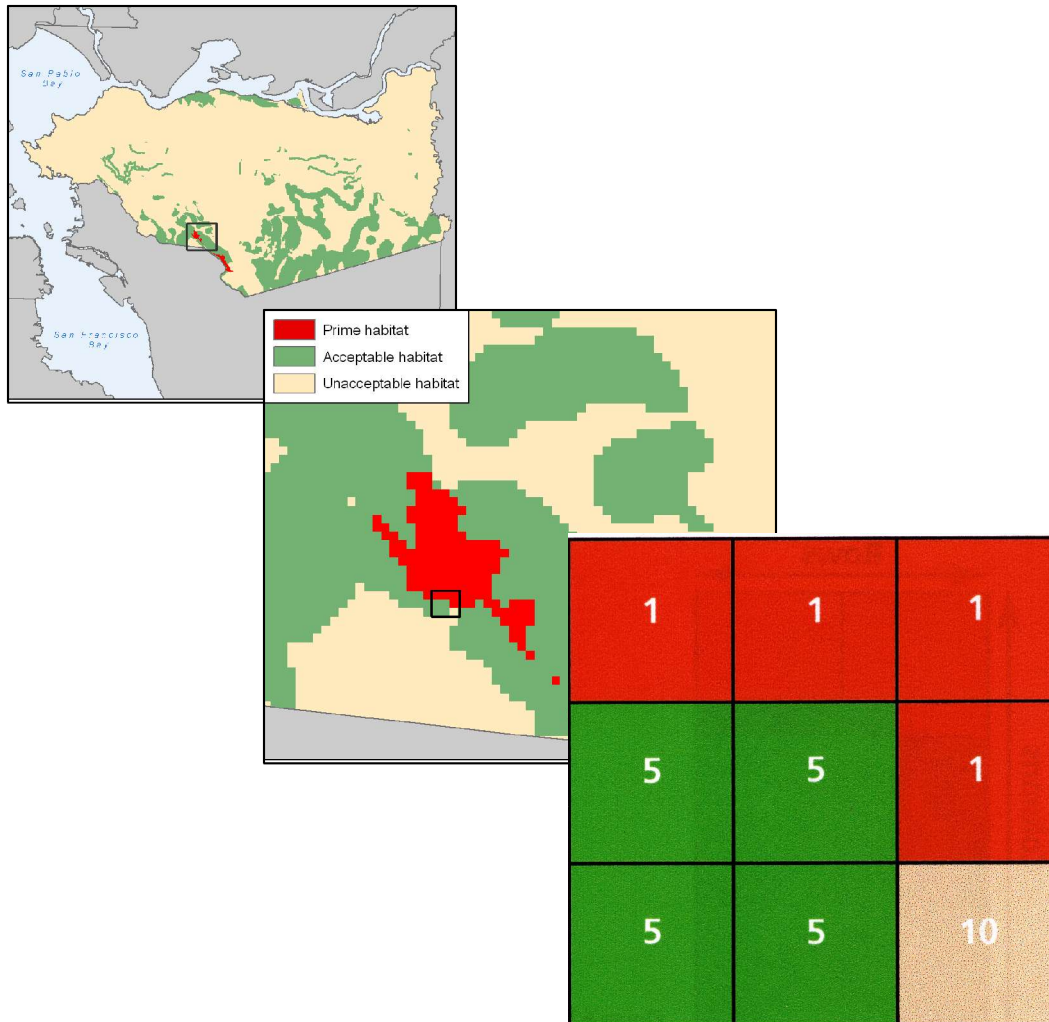 San Pablo
Bay
San Francisco
Bay
Prime habitat
Acceptable habitat
Unacceptable habitat
1 1 1
5 5 1
5 5 10